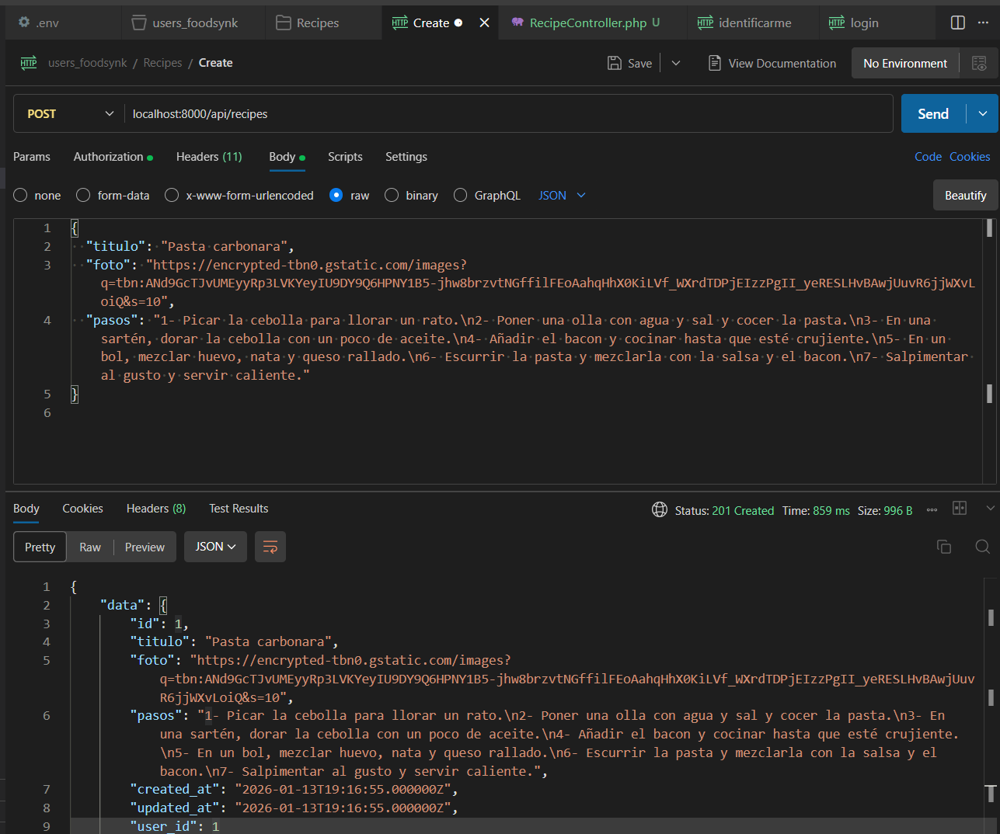 .env
users_foodsynk
Recipes
HTTP Create
RecipeController.php U
HTTP identificarme
HTTP login
HTTP users_foodsynk / Recipes / Create
Save
View Documentation
No Environment
POST
localhost:8000/api/recipes
Send
Params
Authorization
Headers (11)
Body
Scripts
Settings
Code
Cookies
none
form-data
x-www-form-urlencoded
raw
binary
GraphQL
JSON
Beautify
1 {
2 "titulo": "Pasta carbonara",
3 "foto": "https://encrypted-tbn0.gstatic.com/images?
q=tbn:ANd9GcTJvUMEyyRp3LVKYeyIU9DY9Q6HPNY1B5-jhw8brzvtNGffilFEoAahqHhX0KiLVf_WXrdTDPjEIzzPgII_yeRESLHvBAwjUuvR6jjWXvL
oiQ&s=10",
4 "pasos": "1- Picar la cebolla para llorar un rato.\n2- Poner una olla con agua y sal y cocer la pasta.\n3- En una
sartén, dorar la cebolla con un poco de aceite.\n4- Añadir el bacon y cocinar hasta que esté crujiente.\n5- En un
bol, mezclar huevo, nata y queso rallado.\n6- Escurrir la pasta y mezclarla con la salsa y el bacon.\n7- Salpimentar
al gusto y servir caliente."
5 }
6
Body
Cookies
Headers (8)
Test Results
Status: 201 Created Time: 859 ms Size: 996 B
Pretty
Raw
Preview
JSON
1 {
2 "data": {
3 "id": 1,
4 "titulo": "Pasta carbonara",
5 "foto": "https://encrypted-tbn0.gstatic.com/images?
q=tbn:ANd9GcTJvUMEyyRp3LVKYeyIU9DY9Q6HPNY1B5-jhw8brzvtNGffilFEoAahqHhX0KiLVf_WXrdTDPjEIzzPgII_yeRESLHvBAwjUuv
R6jjWXvLoiQ&s=10",
6 "pasos": "1- Picar la cebolla para llorar un rato.\n2- Poner una olla con agua y sal y cocer la pasta.\n3- En
una sartén, dorar la cebolla con un poco de aceite.\n4- Añadir el bacon y cocinar hasta que esté crujiente.
\n5- En un bol, mezclar huevo, nata y queso rallado.\n6- Escurrir la pasta y mezclarla con la salsa y el
bacon.\n7- Salpimentar al gusto y servir caliente.",
7 "created_at": "2026-01-13T19:16:55.000000Z",
8 "updated_at": "2026-01-13T19:16:55.000000Z",
9 "user_id": 1